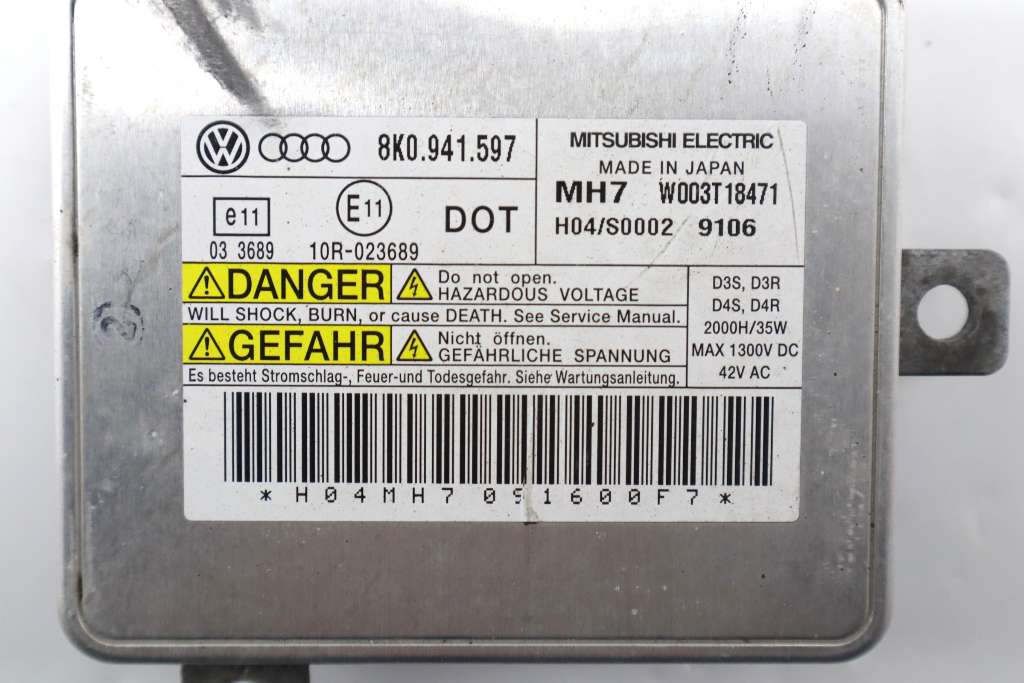 8K0.941.597
MITSUBISHI ELECTRIC
MADE IN JAPAN
MH7 W003T18471
H04/S0002 9106
e11
03 3689
E11
10R-023689
DOT
DANGER
Do not open.
HAZARDOUS VOLTAGE
WILL SHOCK, BURN, or cause DEATH. See Service Manual.
GEFAHR
Nicht öffnen.
GEFÄHRLICHE SPANNUNG
Es besteht Stromschlag-, Feuer-und Todesgefahr. Siehe Wartungsanleitung.
D3S, D3R
D4S, D4R
2000H/35W
MAX 1300V DC
42V AC
*H04MH7091600F7*